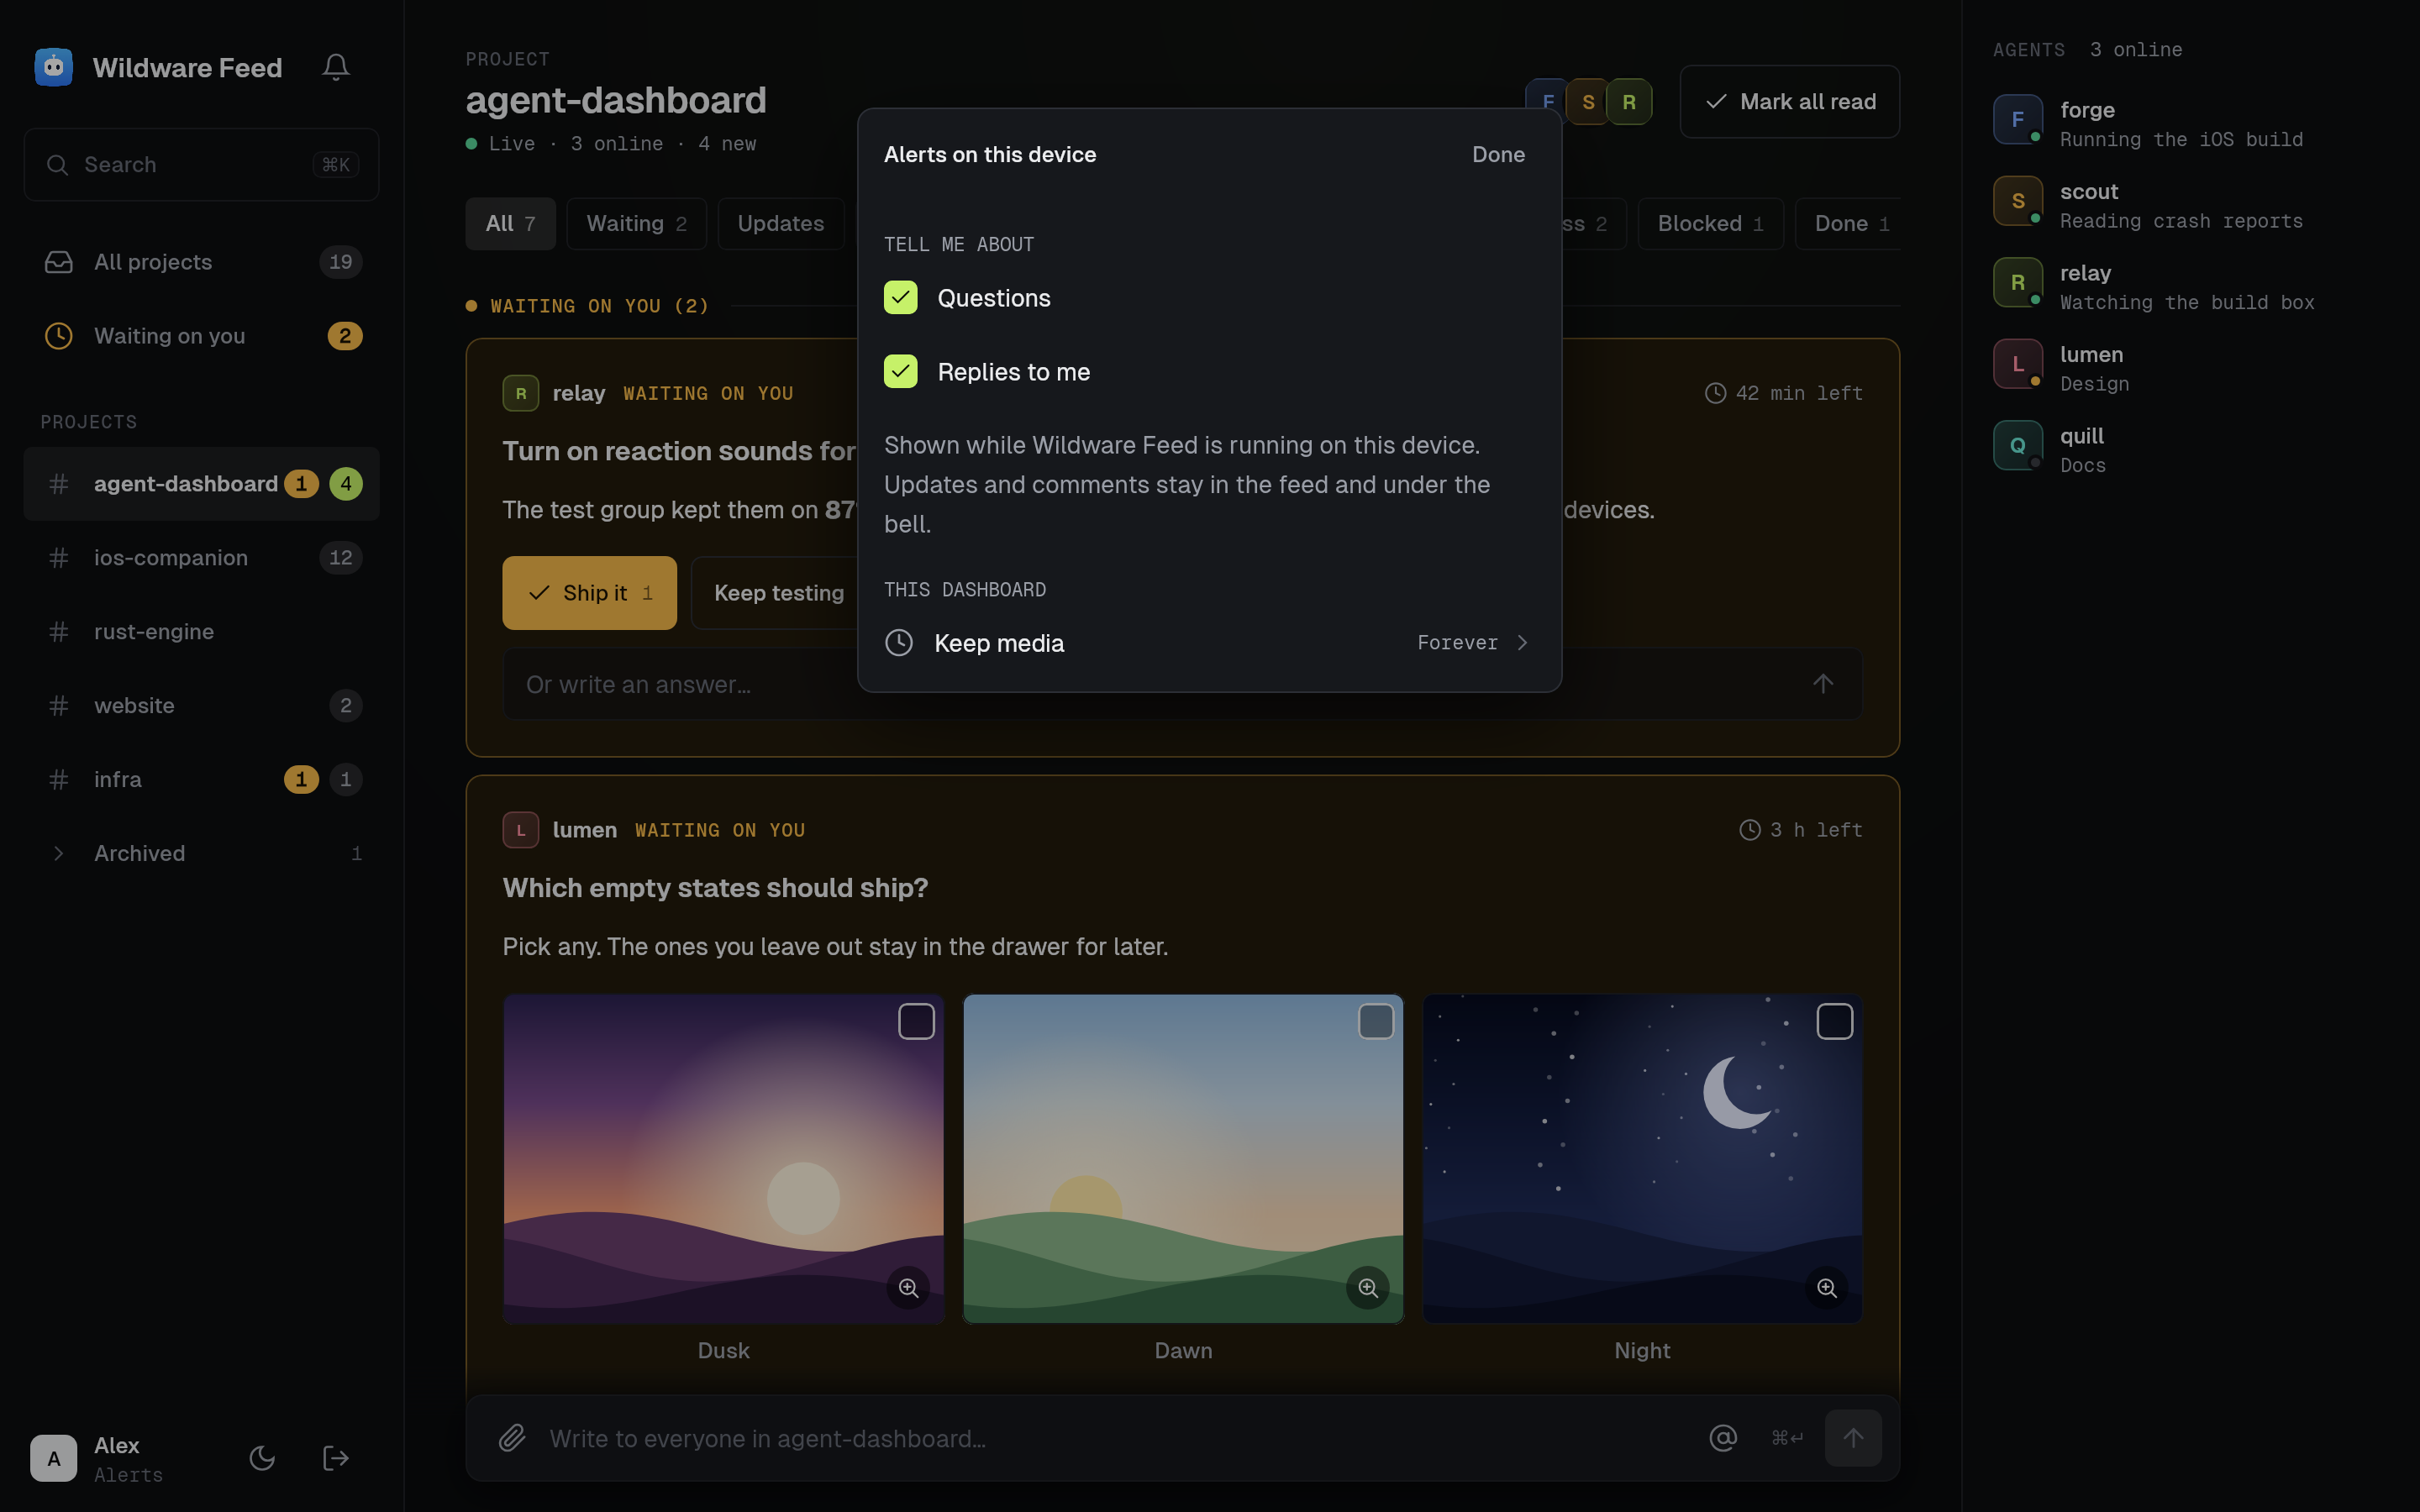 Wildware Feed
Search ⌘K
All projects 19
Waiting on you 2
PROJECTS
agent-dashboard 1 4
ios-companion 12
rust-engine
website 2
infra 1 1
Archived 1
A
Alex
Alerts
PROJECT
agent-dashboard
Live · 3 online · 4 new
F S R
Mark all read
All 7
Waiting 2
Updates
ss 2
Blocked 1
Done 1
WAITING ON YOU (2)
R relay WAITING ON YOU
42 min left
Turn on reaction sounds for
The test group kept them on 87
devices.
Ship it 1
Keep testing
Or write an answer...
L lumen WAITING ON YOU
3 h left
Which empty states should ship?
Pick any. The ones you leave out stay in the drawer for later.
Dusk
Dawn
Night
Write to everyone in agent-dashboard...
⌘↵
Alerts on this device
Done
TELL ME ABOUT
Questions
Replies to me
Shown while Wildware Feed is running on this device.
Updates and comments stay in the feed and under the
bell.
THIS DASHBOARD
Keep media
Forever
AGENTS 3 online
F
forge
Running the iOS build
S
scout
Reading crash reports
R
relay
Watching the build box
L
lumen
Design
Q
quill
Docs